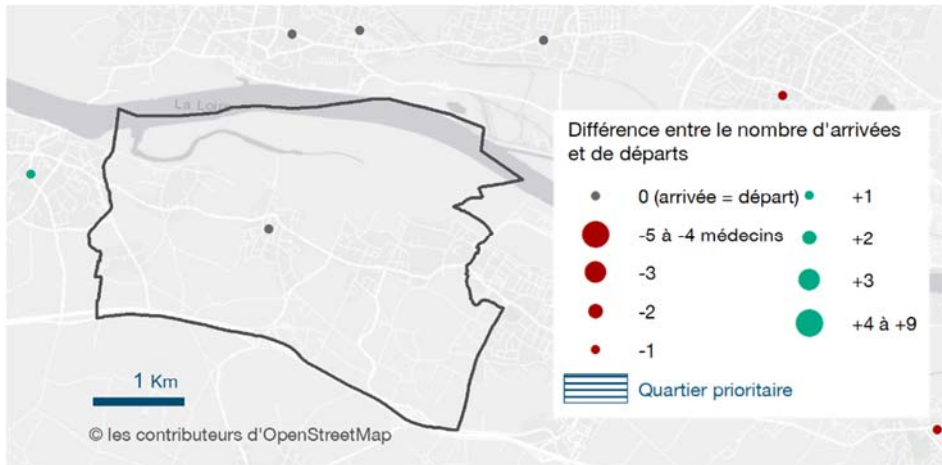 La Loire
Différence entre le nombre d'arrivées
et de départs
0 (arrivée = départ)
-5 à -4 médecins
-3
-2
-1
+1
+2
+3
+4 à +9
Quartier prioritaire
1 Km
© les contributeurs d'OpenStreetMap